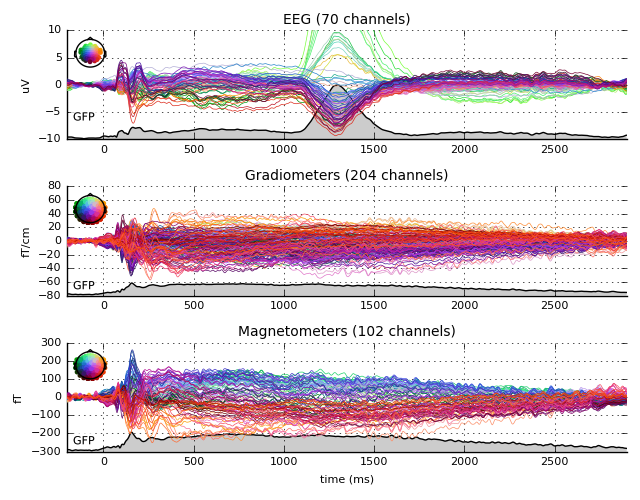 EEG (70 channels)
10
5
0
−5
−10
uV
GFP
0 500 1000 1500 2000 2500
Gradiometers (204 channels)
80
60
40
20
0
−20
−40
−60
−80
fT/cm
GFP
0 500 1000 1500 2000 2500
Magnetometers (102 channels)
300
200
100
0
−100
−200
−300
fT
GFP
0 500 1000 1500 2000 2500
time (ms)